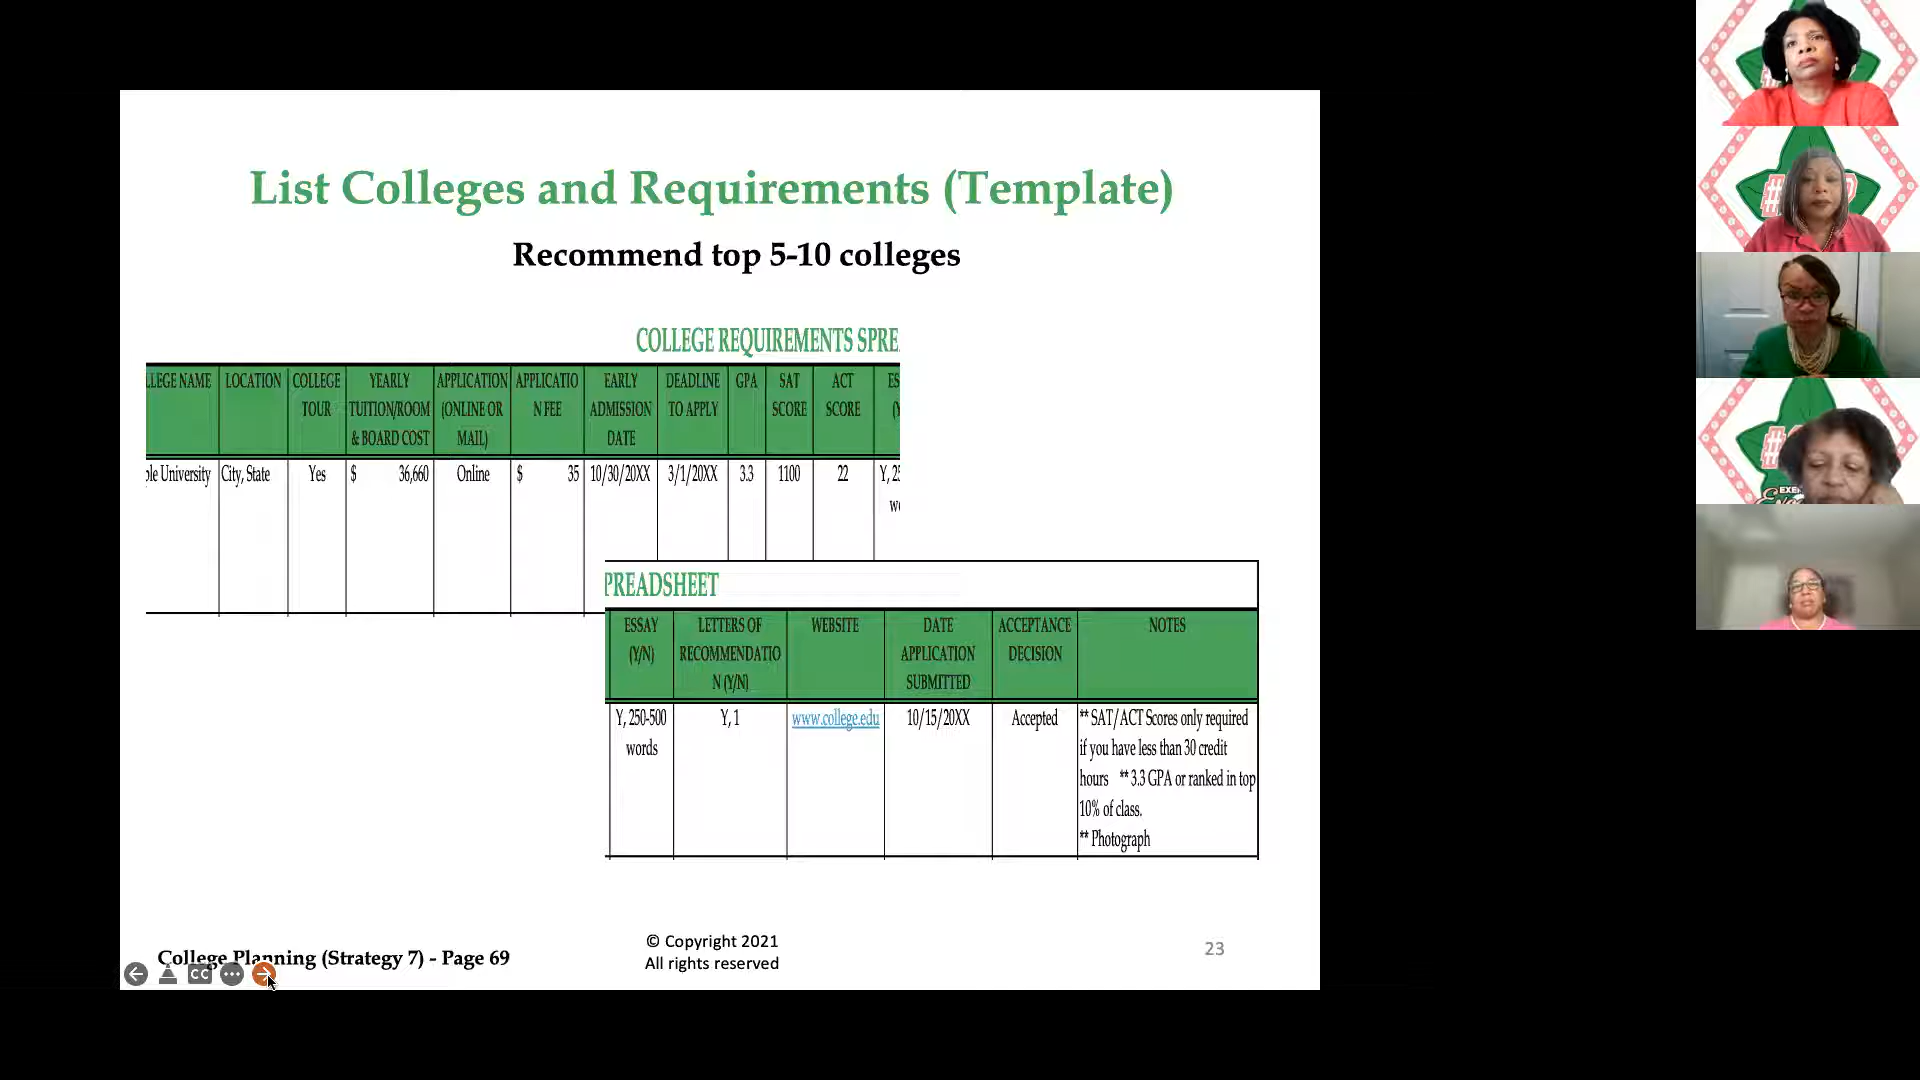 List Colleges and Requirements (Template)
Recommend top 5-10 colleges
COLLEGE REQUIREMENTS SPRE
LLEGE NAME LOCATION COLLEGE TOUR YEARLY TUITION/ROOM & BOARD COST APPLICATION (ONLINE OR MAIL) APPLICATIO N FEE EARLY ADMISSION DATE DEADLINE TO APPLY GPA SAT SCORE ACT SCORE ES (Y
ple University City, State Yes $ 36,660 Online $ 35 10/30/20XX 3/1/20XX 3.3 1100 22 Y, 25
wo
PREADSHEET
ESSAY (Y/N) LETTERS OF RECOMMENDATIO N (Y/N) WEBSITE DATE APPLICATION SUBMITTED ACCEPTANCE DECISION NOTES
Y, 250-500 words Y, 1 www.college.edu 10/15/20XX Accepted ** SAT/ACT Scores only required
if you have less than 30 credit
hours ** 3.3 GPA or ranked in top
10% of class.
** Photograph
College Planning (Strategy 7) - Page 69
© Copyright 2021
All rights reserved
23
CC